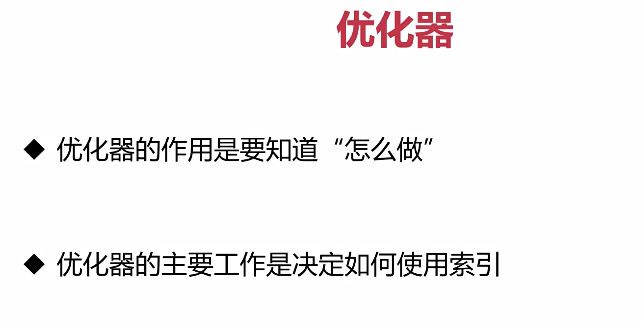 优化器
◆ 优化器的作用是要知道“怎么做”
◆ 优化器的主要工作是决定如何使用索引